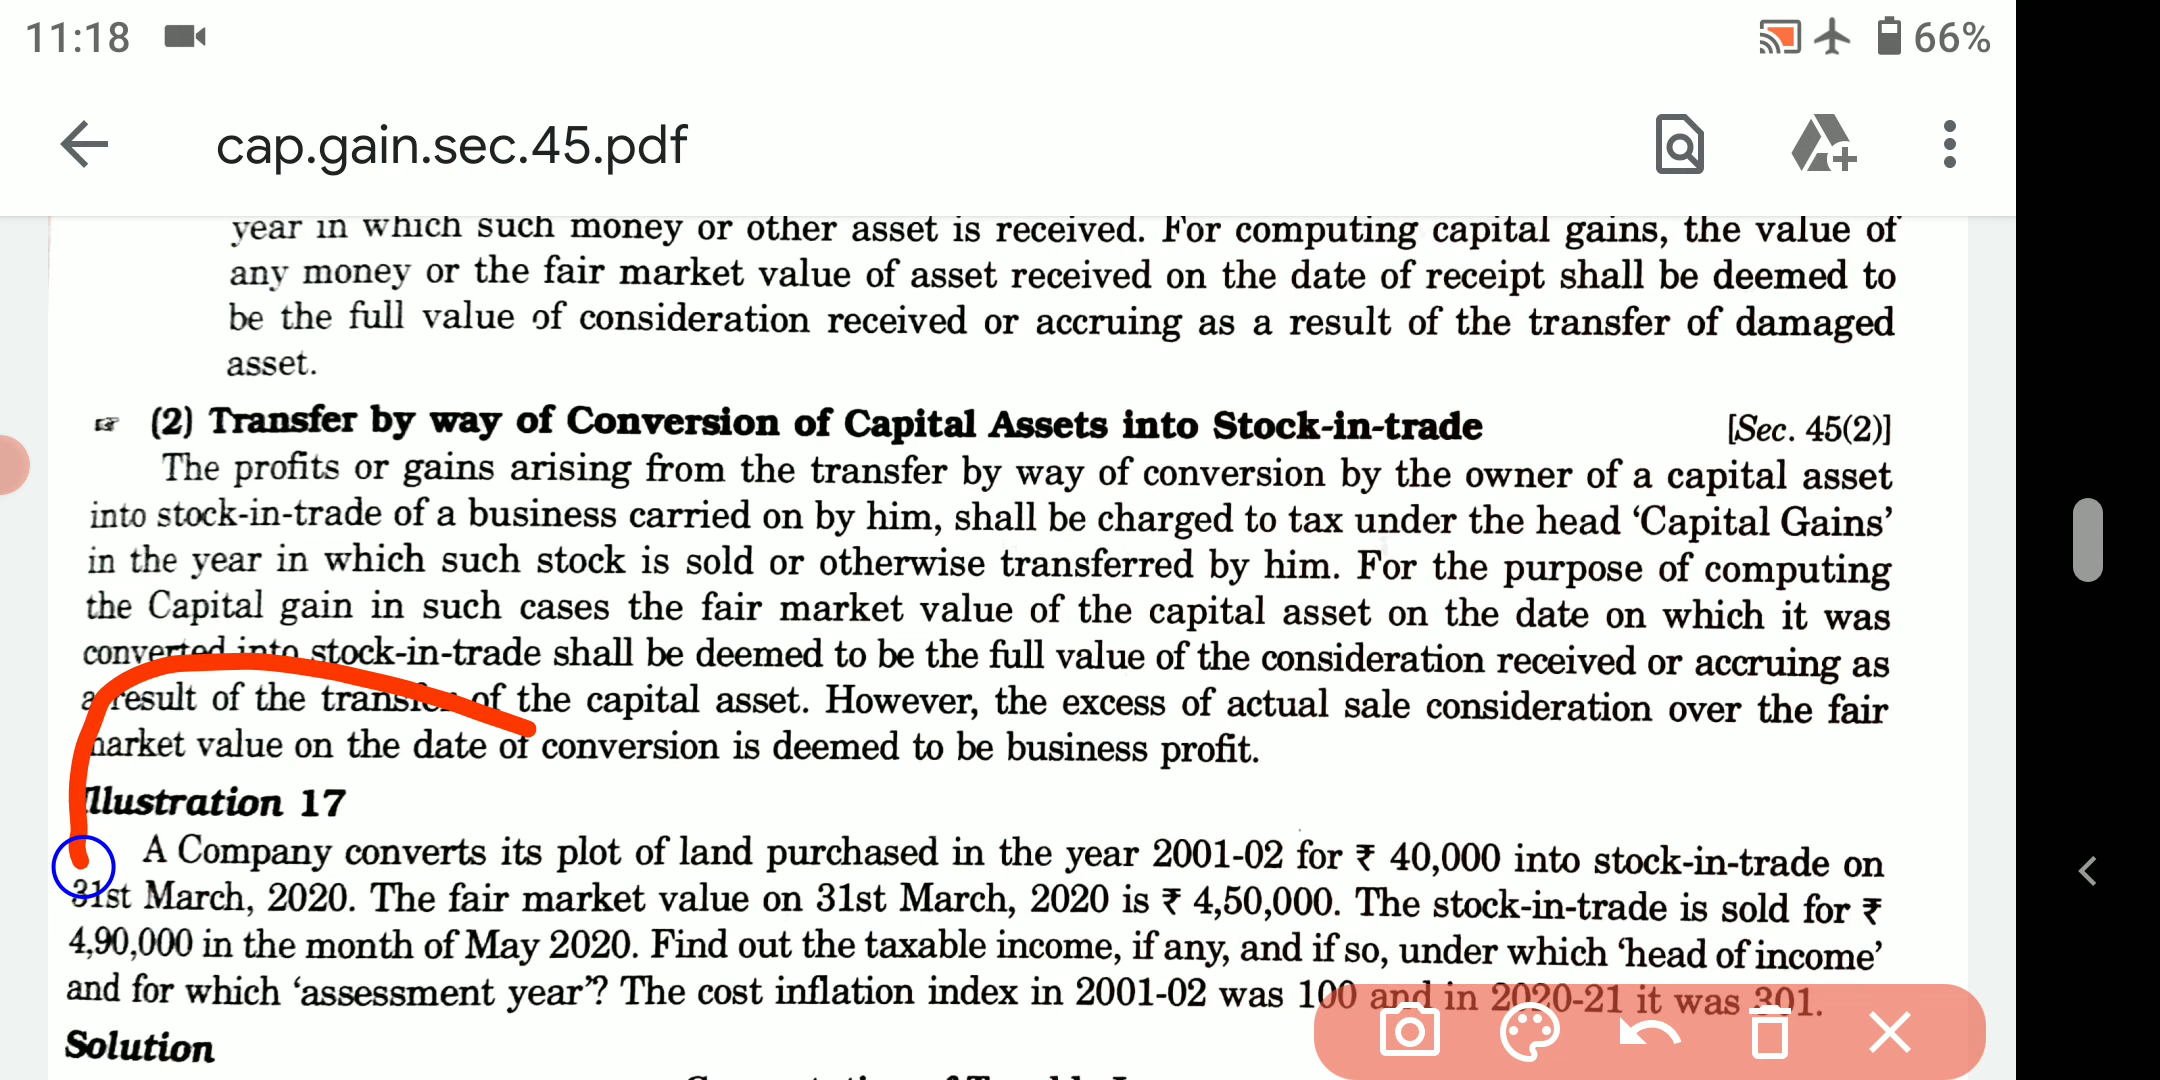 11:18
66%
cap.gain.sec.45.pdf
year in which such money or other asset is received. For computing capital gains, the value of
any money or the fair market value of asset received on the date of receipt shall be deemed to
be the full value of consideration received or accruing as a result of the transfer of damaged
asset.
(2) Transfer by way of Conversion of Capital Assets into Stock-in-trade [Sec. 45(2)]
The profits or gains arising from the transfer by way of conversion by the owner of a capital asset
into stock-in-trade of a business carried on by him, shall be charged to tax under the head ‘Capital Gains’
in the year in which such stock is sold or otherwise transferred by him. For the purpose of computing
the Capital gain in such cases the fair market value of the capital asset on the date on which it was
converted into stock-in-trade shall be deemed to be the full value of the consideration received or accruing as
a result of the transfer of the capital asset. However, the excess of actual sale consideration over the fair
market value on the date of conversion is deemed to be business profit.
Illustration 17
A Company converts its plot of land purchased in the year 2001-02 for ₹ 40,000 into stock-in-trade on
31st March, 2020. The fair market value on 31st March, 2020 is ₹ 4,50,000. The stock-in-trade is sold for ₹
4,90,000 in the month of May 2020. Find out the taxable income, if any, and if so, under which ‘head of income’
and for which ‘assessment year’? The cost inflation index in 2001-02 was 100 and in 2020-21 it was 301.
Solution